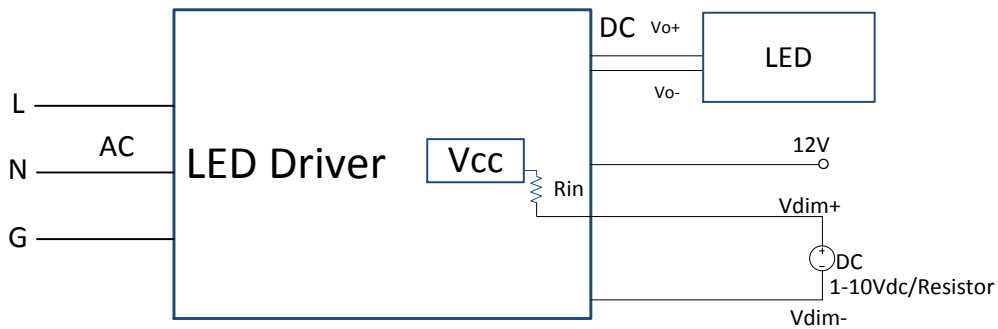 DC
Vo+
LED
Vo-
L
AC
N
G
LED Driver
Vcc
Rin
12V
Vdim+
+
−
DC
1-10Vdc/Resistor
Vdim-